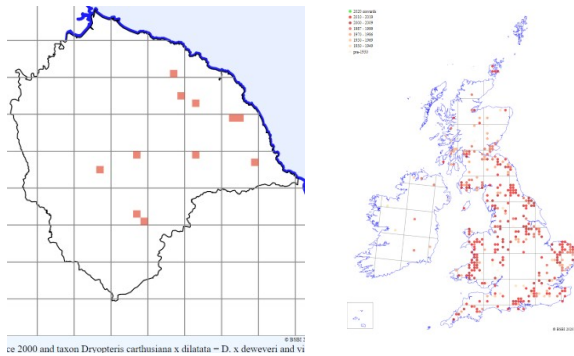 2020 onwards
2010 - 2019
2000 - 2009
1987 - 1999
1970 - 1986
1950 - 1969
1930 - 1949
pre-1930
© BSBI 2020
ce 2000 and taxon Dryopteris carthusiana x dilatata = D. x deweveri and vi